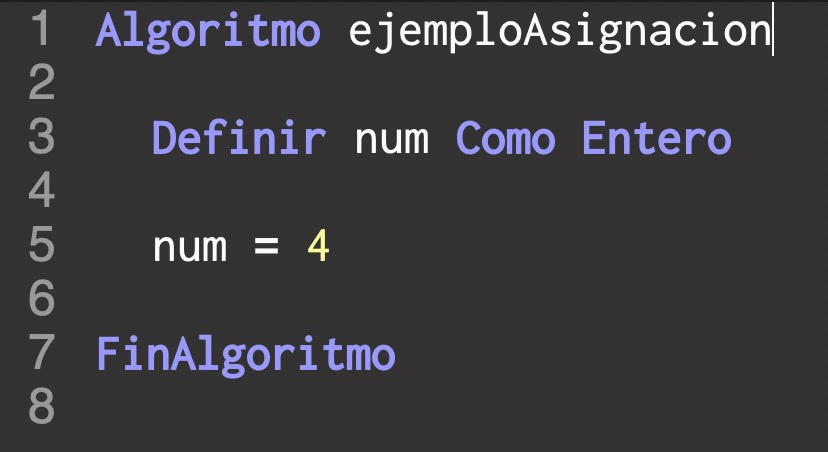 1 Algoritmo ejemploAsignacion
2
3 Definir num Como Entero
4
5 num = 4
6
7 FinAlgoritmo
8